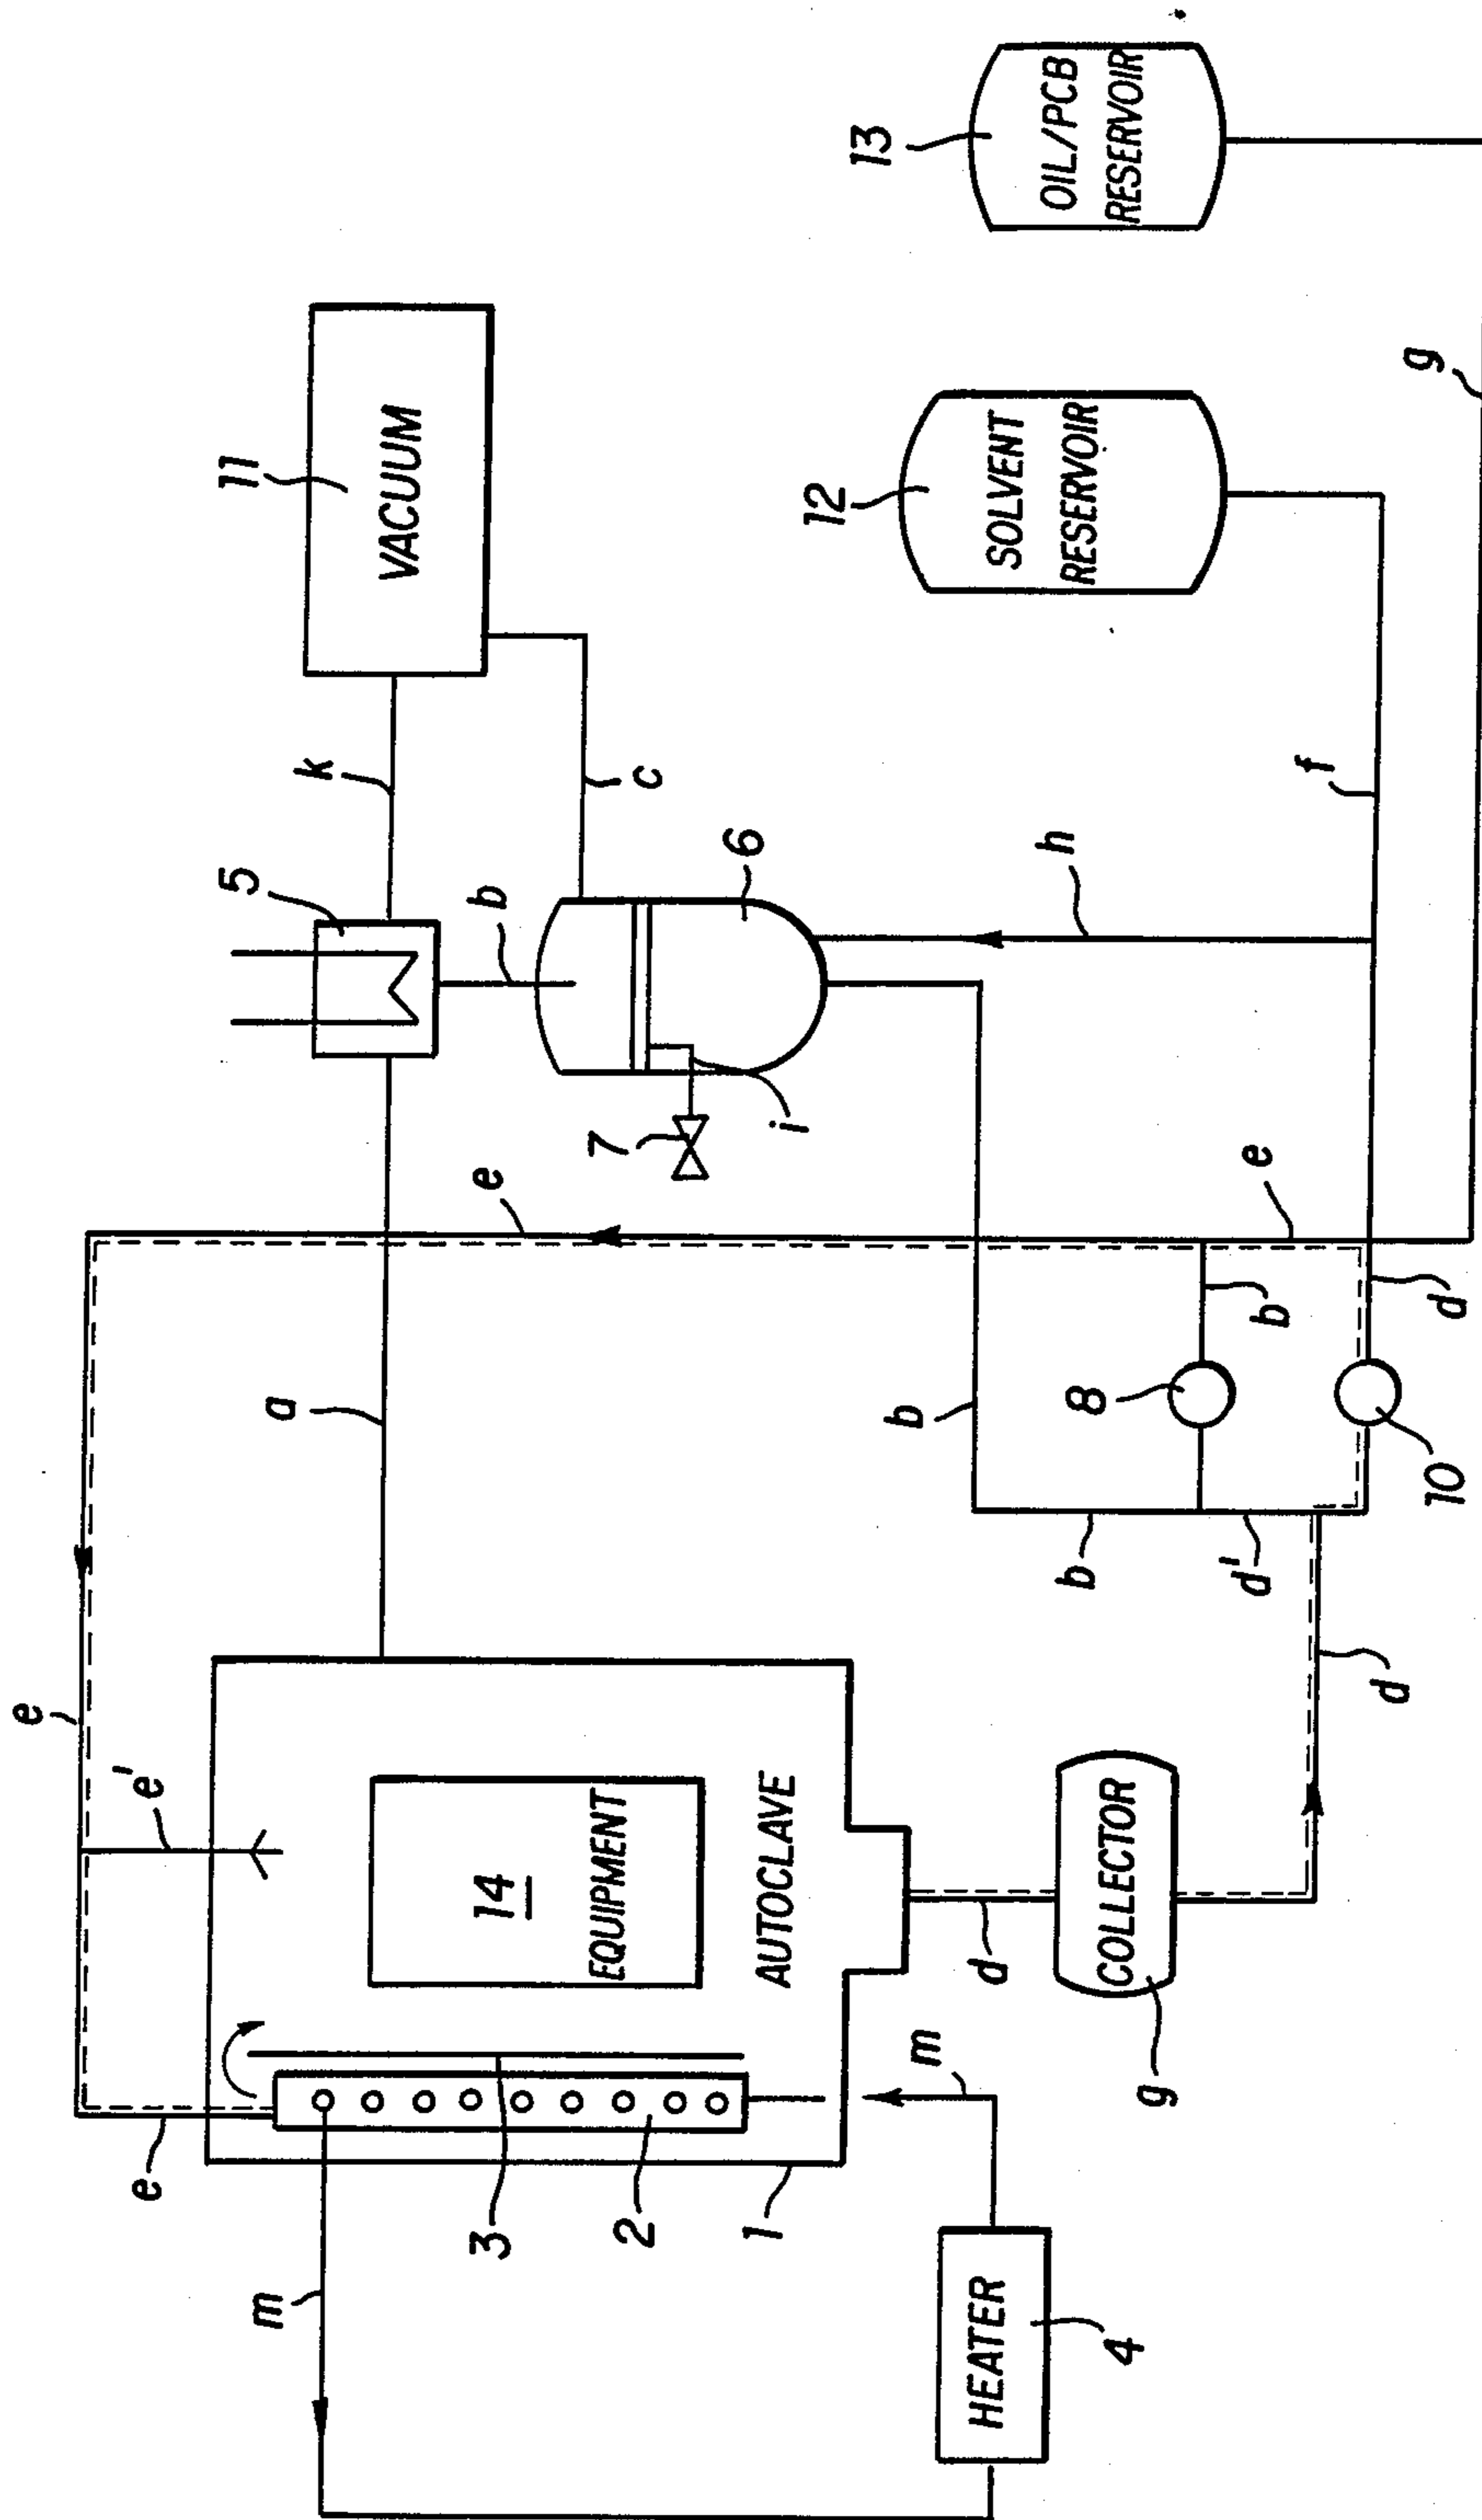 e
e e'
5 11
m a
k
VACUUM
3 14 e b
EQUIPMENT 7
2 c
6
1 AUTOCLAVE i
12
13
b
m
HEATER d SOLVENT
h OIL/PCB
b 8 RESERVOIR
COLLECTOR RESERVOIR
4
g
d' e
b
f
d
g
10 d